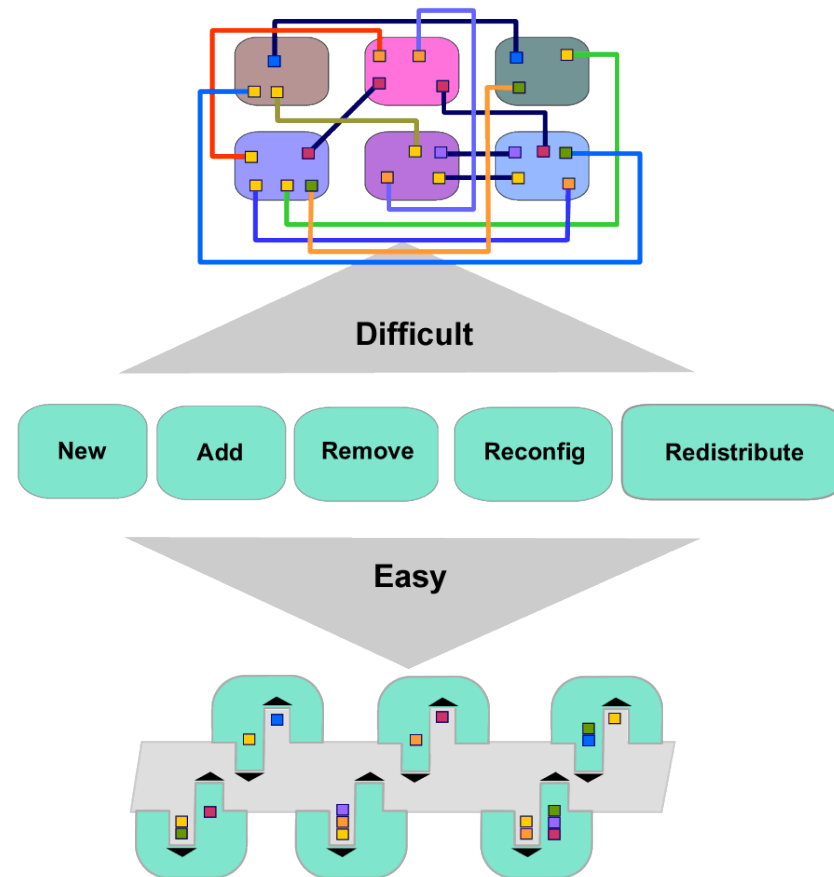 Difficult
New
Add
Remove
Reconfig
Redistribute
Easy